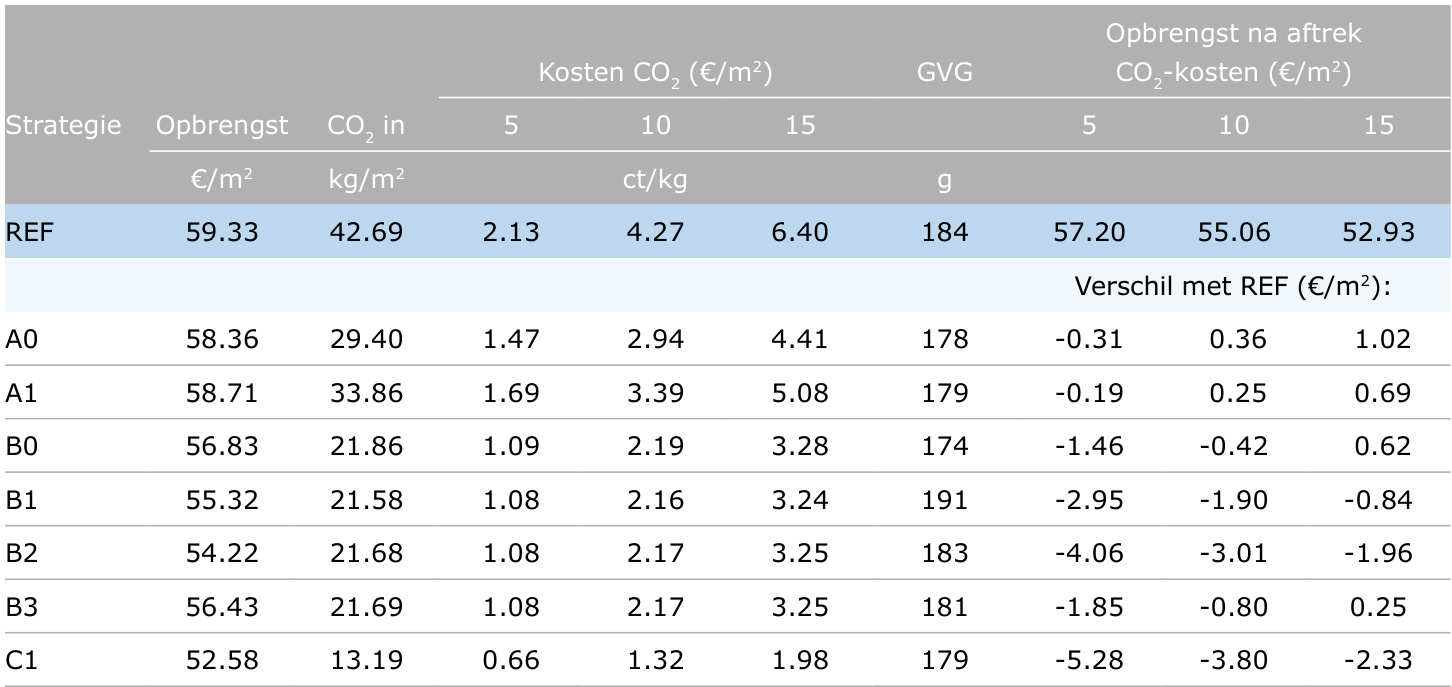 Opbrengst na aftrek
Kosten CO₂ (€/m²) GVG CO₂-kosten (€/m²)
Strategie Opbrengst CO₂ in 5 10 15 5 10 15
€/m² kg/m² ct/kg g
REF 59.33 42.69 2.13 4.27 6.40 184 57.20 55.06 52.93
Verschil met REF (€/m²):
A0 58.36 29.40 1.47 2.94 4.41 178 -0.31 0.36 1.02
A1 58.71 33.86 1.69 3.39 5.08 179 -0.19 0.25 0.69
B0 56.83 21.86 1.09 2.19 3.28 174 -1.46 -0.42 0.62
B1 55.32 21.58 1.08 2.16 3.24 191 -2.95 -1.90 -0.84
B2 54.22 21.68 1.08 2.17 3.25 183 -4.06 -3.01 -1.96
B3 56.43 21.69 1.08 2.17 3.25 181 -1.85 -0.80 0.25
C1 52.58 13.19 0.66 1.32 1.98 179 -5.28 -3.80 -2.33